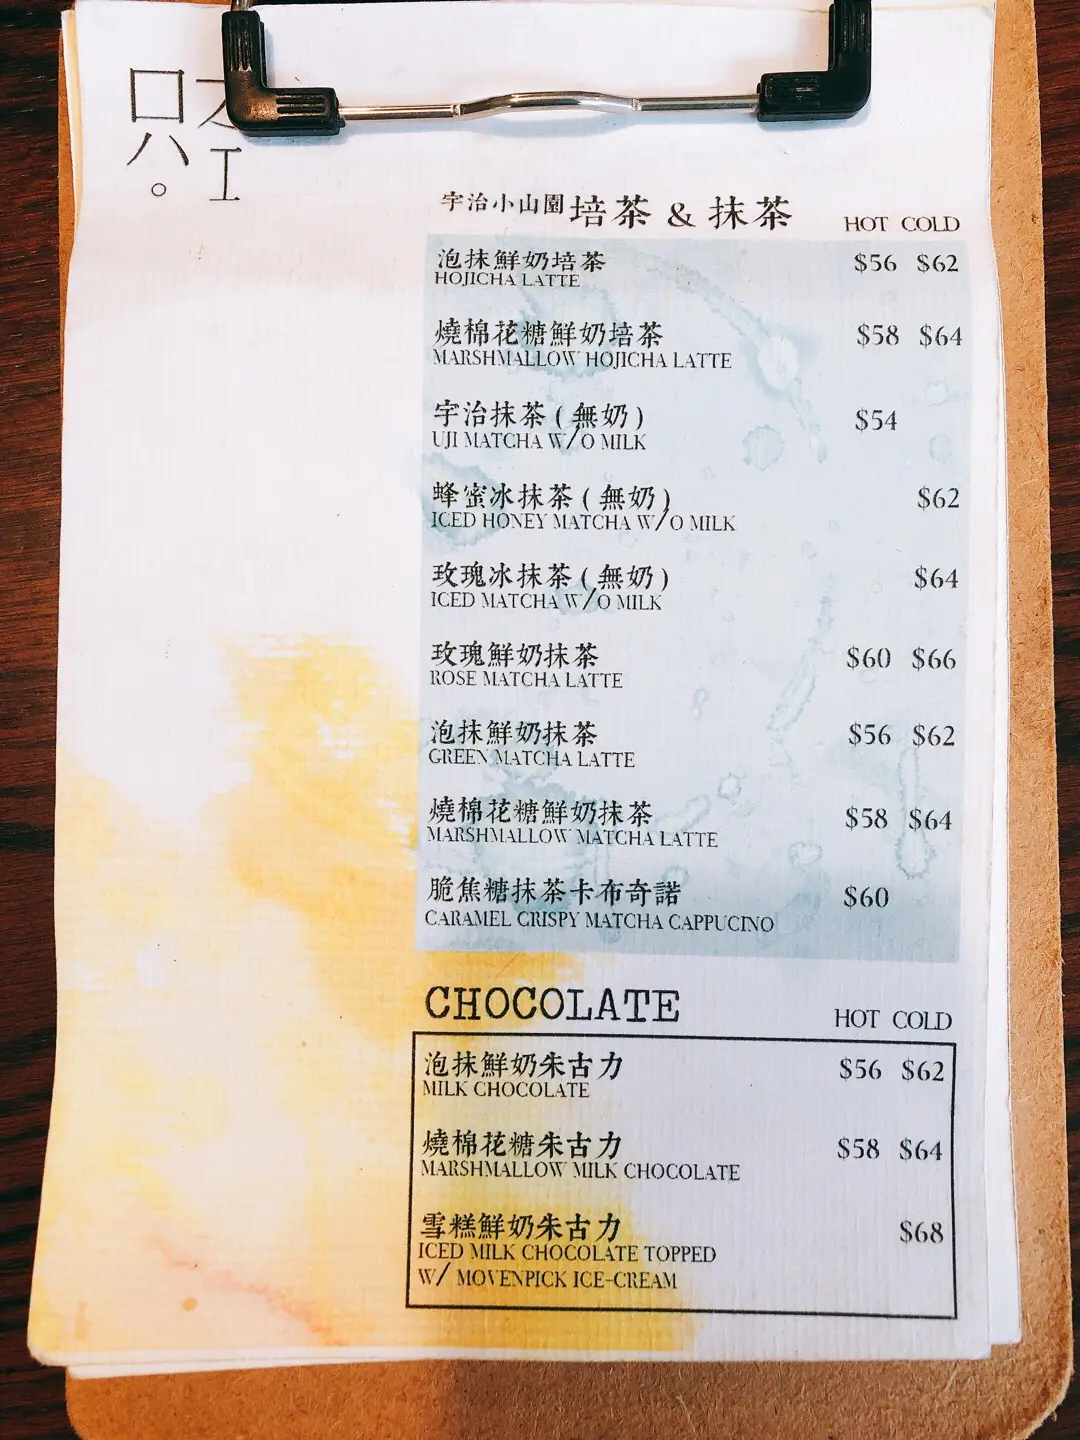 只
。
工
宇治小山園培茶 & 抹茶 HOT COLD
泡抹鮮奶培茶 $56 $62
HOJICHA LATTE
燒棉花糖鮮奶培茶 $58 $64
MARSHMALLOW HOJICHA LATTE
宇治抹茶 (無奶) $54
UJI MATCHA W/O MILK
蜂蜜冰抹茶 (無奶) $62
ICED HONEY MATCHA W/O MILK
玫瑰冰抹茶 (無奶) $64
ICED MATCHA W/O MILK
玫瑰鮮奶抹茶 $60 $66
ROSE MATCHA LATTE
泡抹鮮奶抹茶 $56 $62
GREEN MATCHA LATTE
燒棉花糖鮮奶抹茶 $58 $64
MARSHMALLOW MATCHA LATTE
脆焦糖抹茶卡布奇諾 $60
CARAMEL CRISPY MATCHA CAPPUCINO
CHOCOLATE HOT COLD
泡抹鮮奶朱古力 $56 $62
MILK CHOCOLATE
燒棉花糖朱古力 $58 $64
MARSHMALLOW MILK CHOCOLATE
雪糕鮮奶朱古力 $68
ICED MILK CHOCOLATE TOPPED
W/ MOVENPICK ICE-CREAM